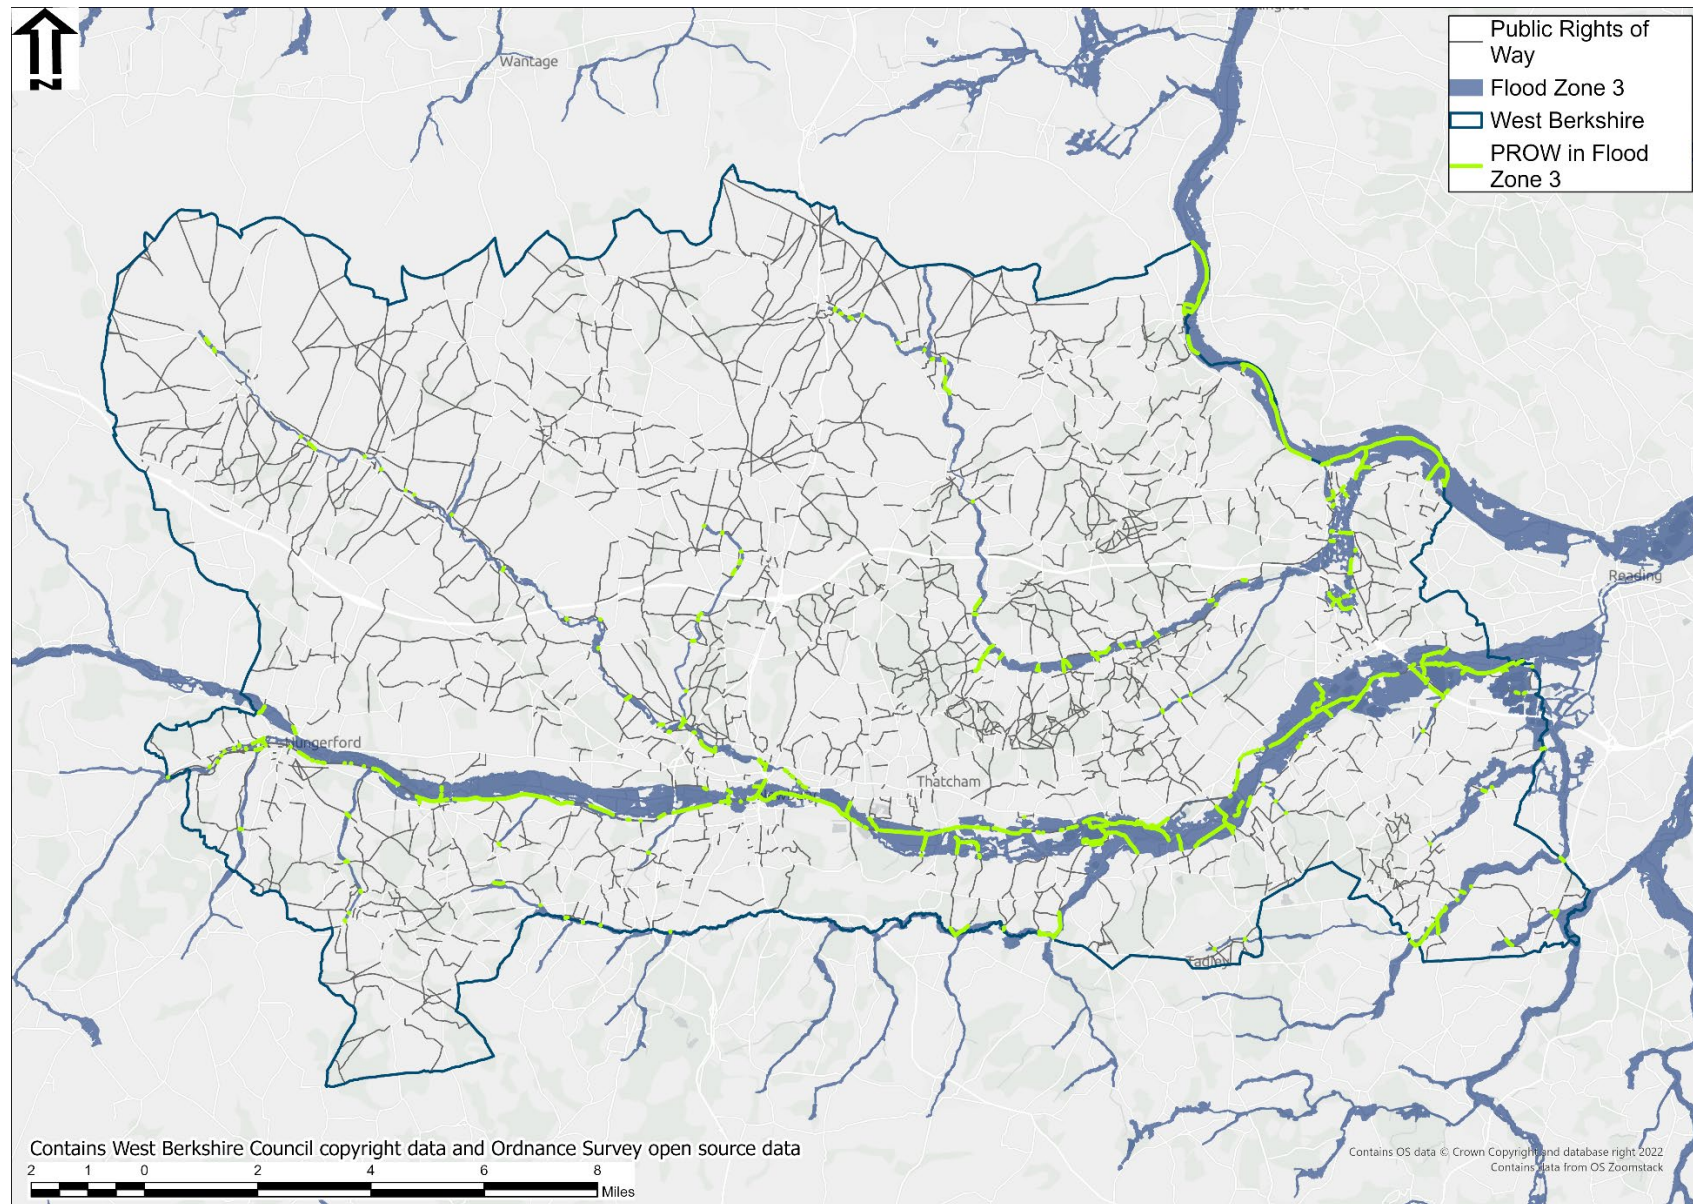 Wantage
Public Rights of
Way
Flood Zone 3
West Berkshire
PROW in Flood
Zone 3
N
Reading
Hungerford
Thatcham
Tadley
Contains West Berkshire Council copyright data and Ordnance Survey open source data
2 1 0 2 4 6 8
Miles
Contains OS data © Crown Copyright and database right 2022
Contains data from OS Zoomstack